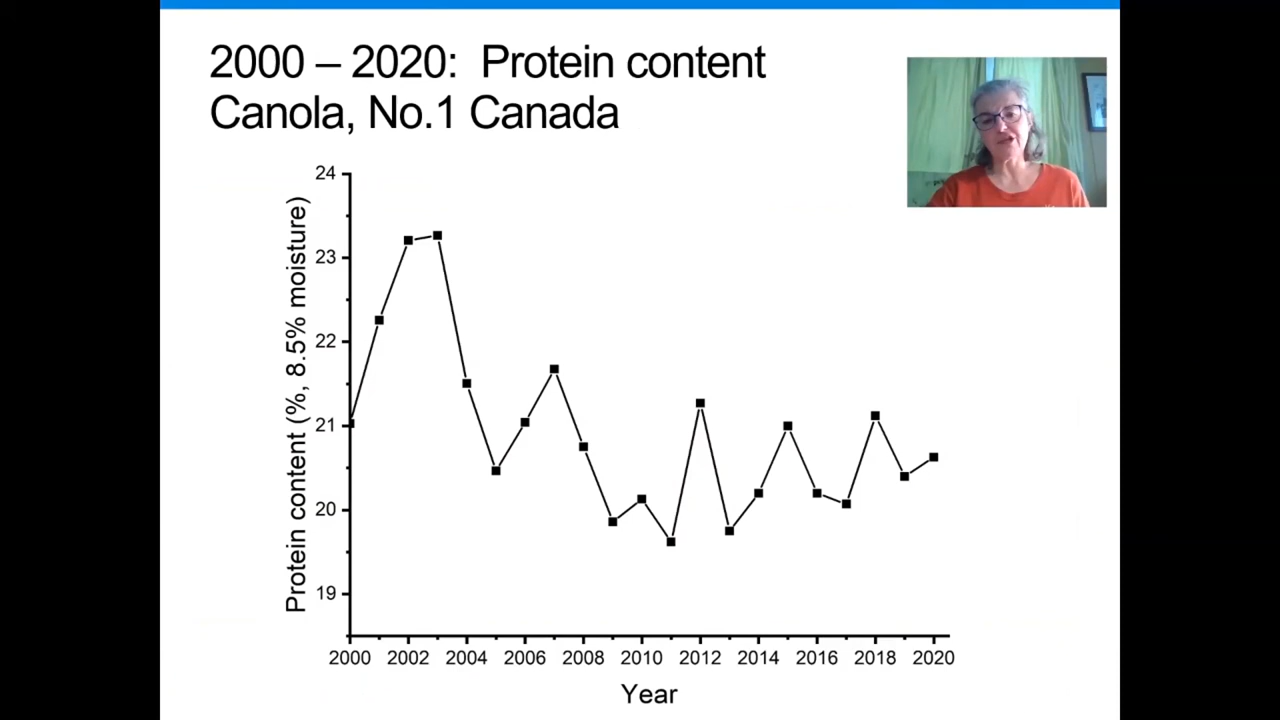 2000 – 2020:  Protein content
Canola, No.1 Canada
Protein content (%, 8.5% moisture)
24
23
22
21
20
19
2000 2002 2004 2006 2008 2010 2012 2014 2016 2018 2020
Year